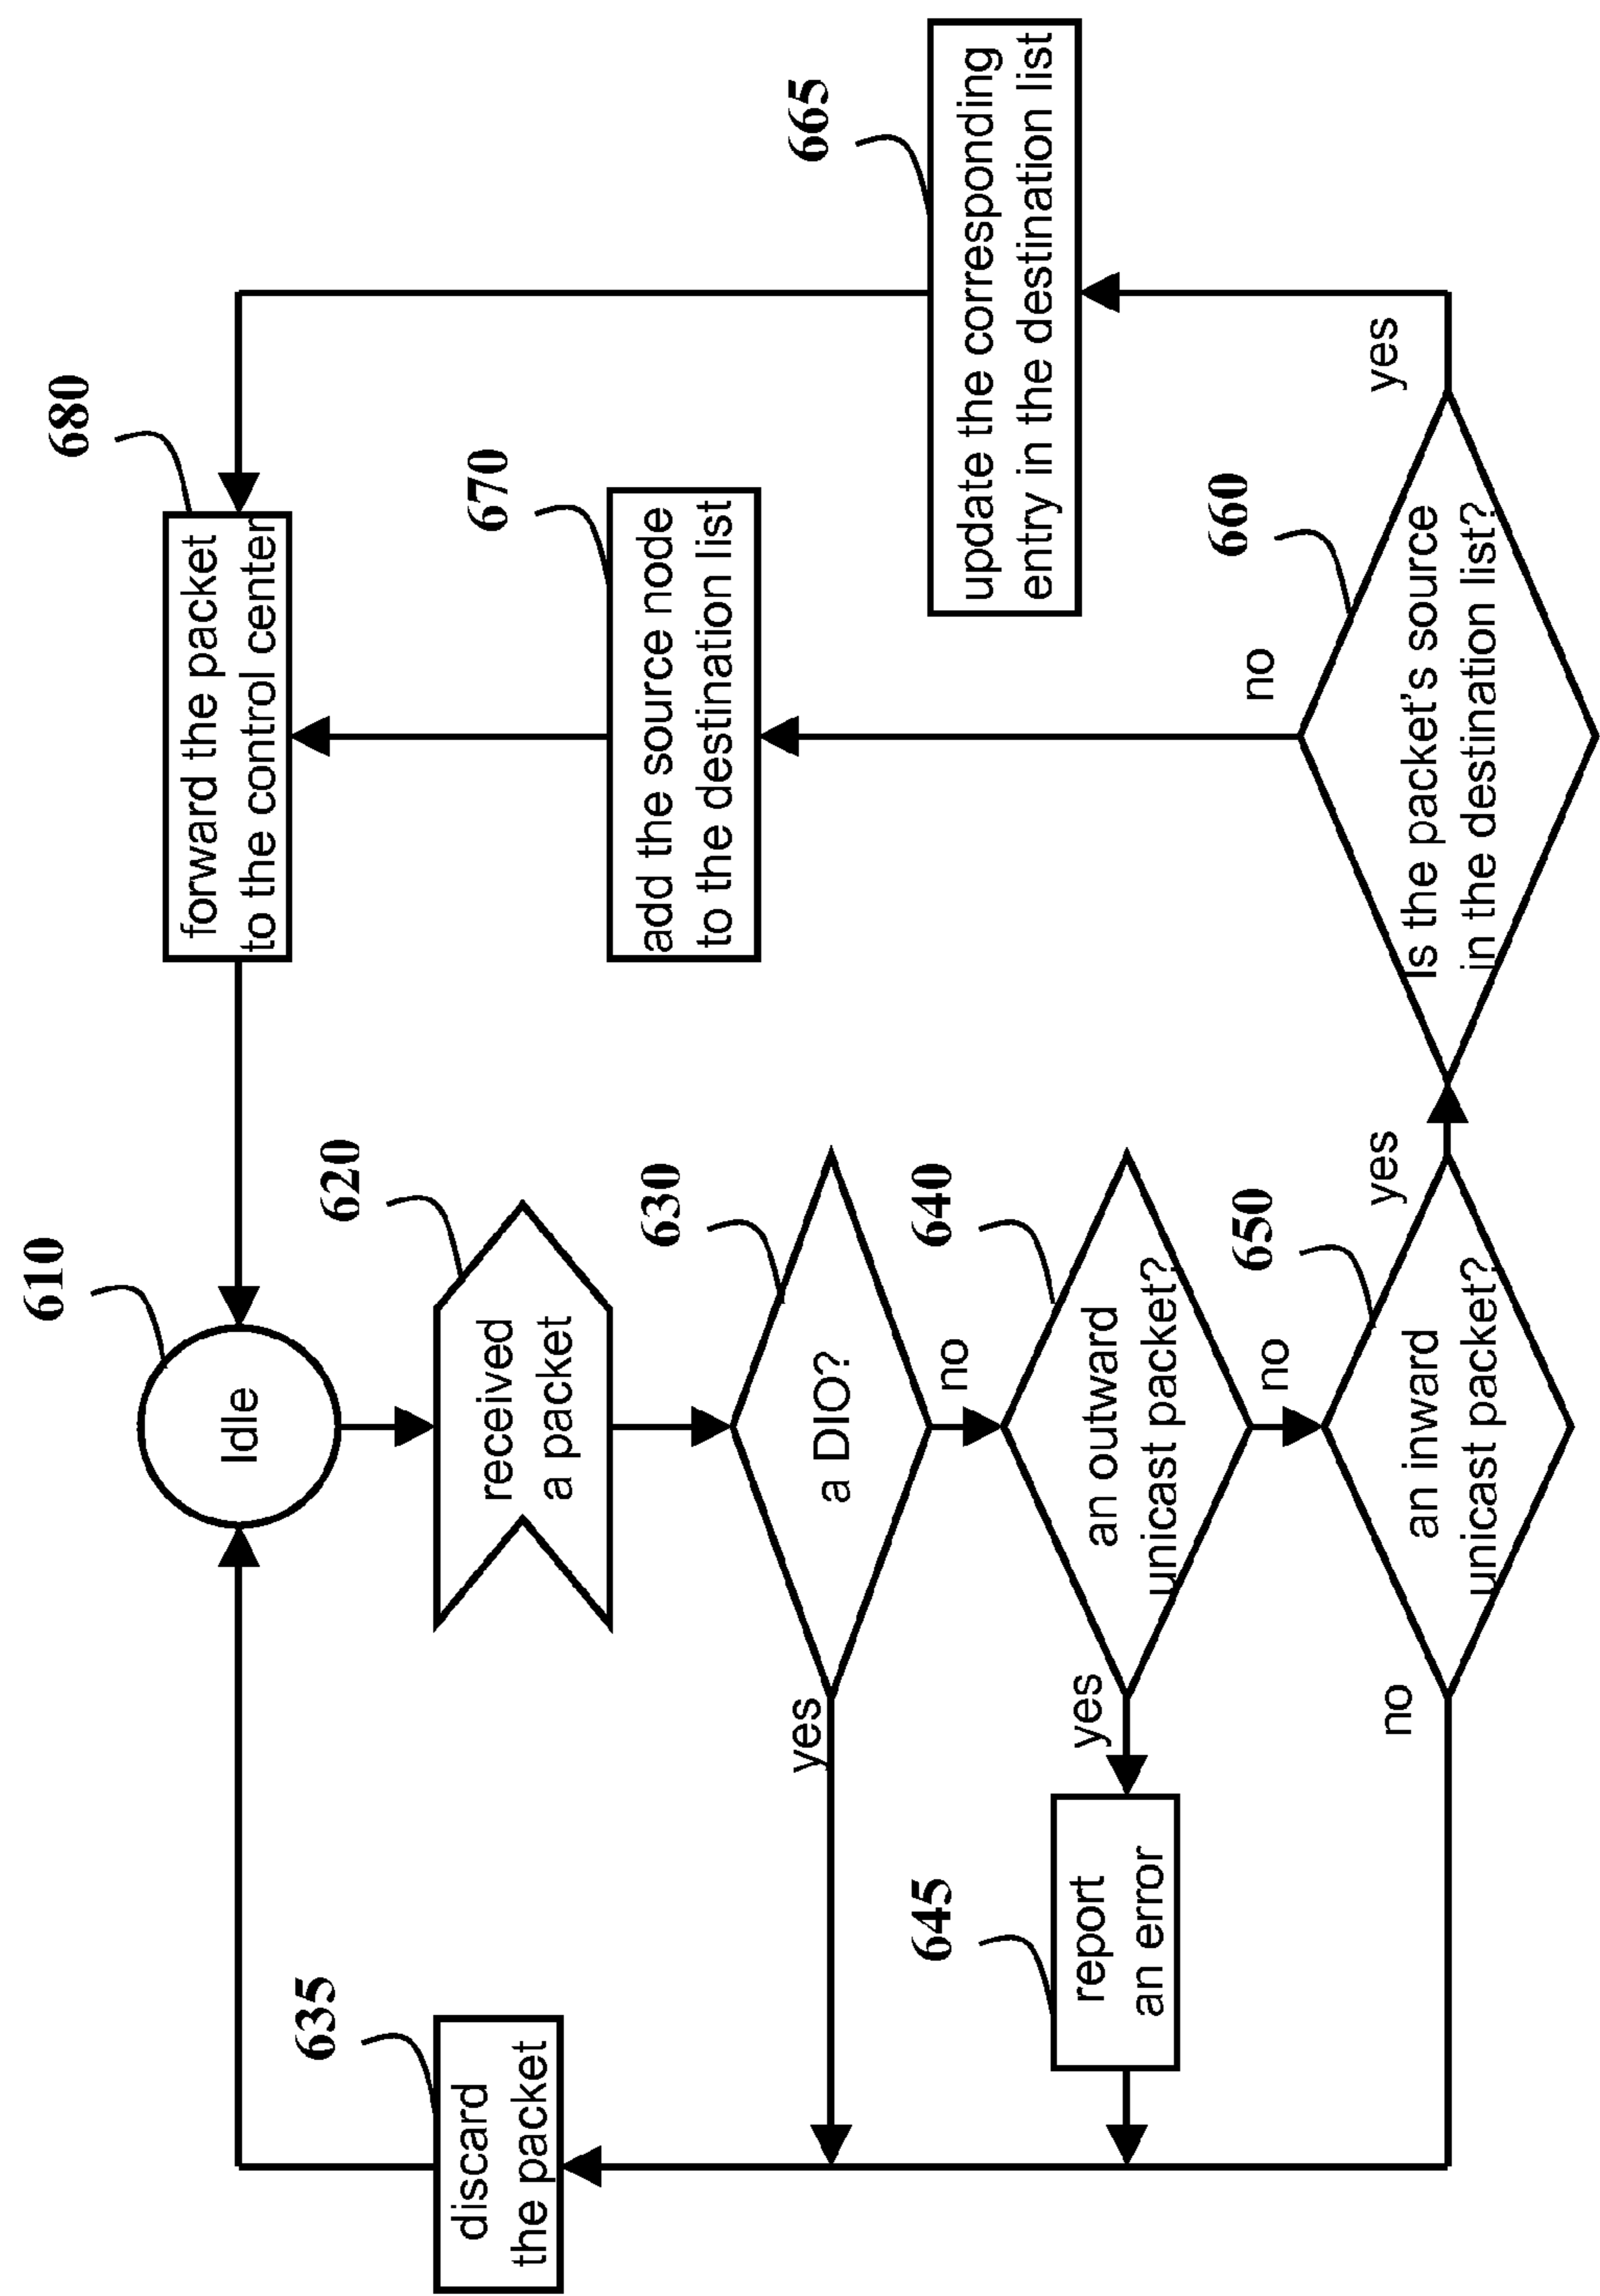 610
Idle
680
forward the packet
to the control center
635
discard
the packet
620
received
a packet
670
add the source node
to the destination list
665
update the corresponding
entry in the destination list
630
a DIO?
yes
no
640
an outward
unicast packet?
yes
no
645
report
an error
650
an inward
unicast packet?
no
yes
660
Is the packet's source
in the destination list?
no
yes